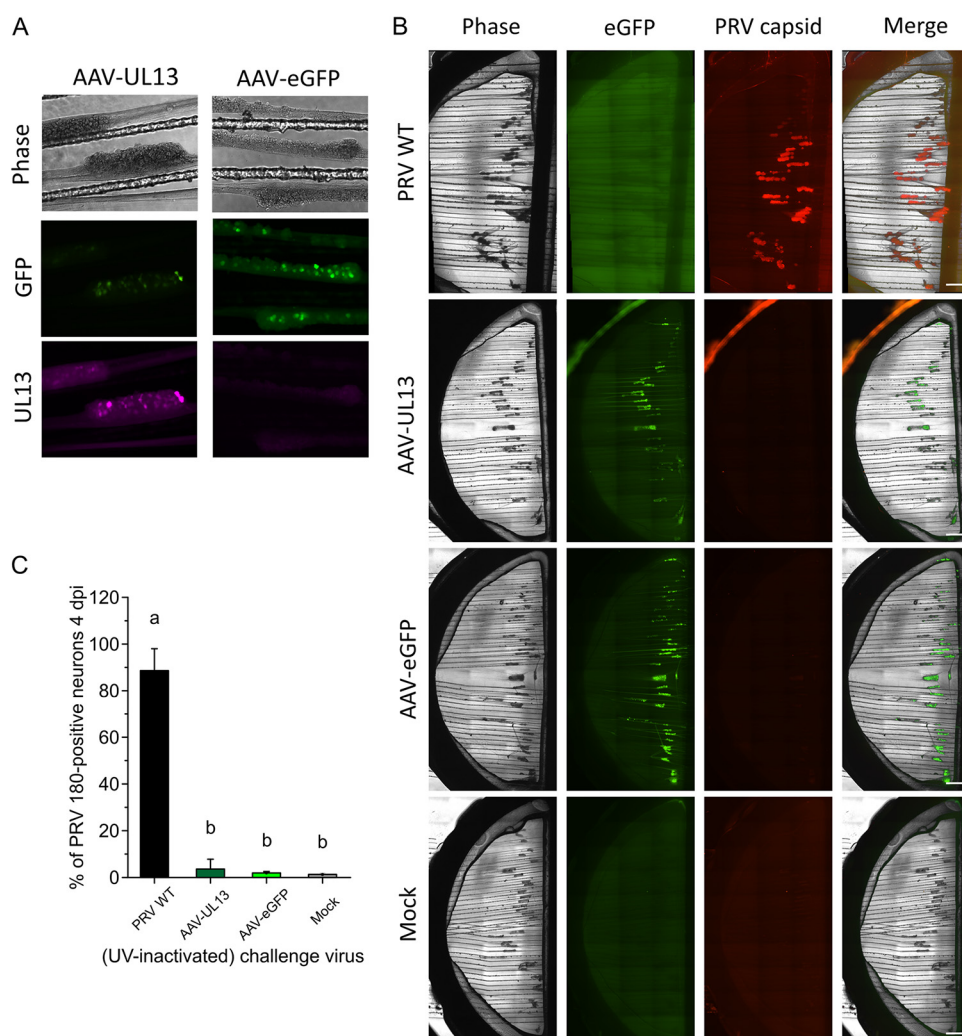 A
AAV-UL13
AAV-eGFP
Phase
GFP
UL13
B
Phase
eGFP
PRV capsid
Merge
PRV WT
AAV-UL13
AAV-eGFP
Mock
C
% of PRV 180-positive neurons 4 dpi
120
100
80
60
40
20
0
a
b
b
b
PRV WT
AAV-UL13
AAV-eGFP
Mock
(UV-inactivated) challenge virus